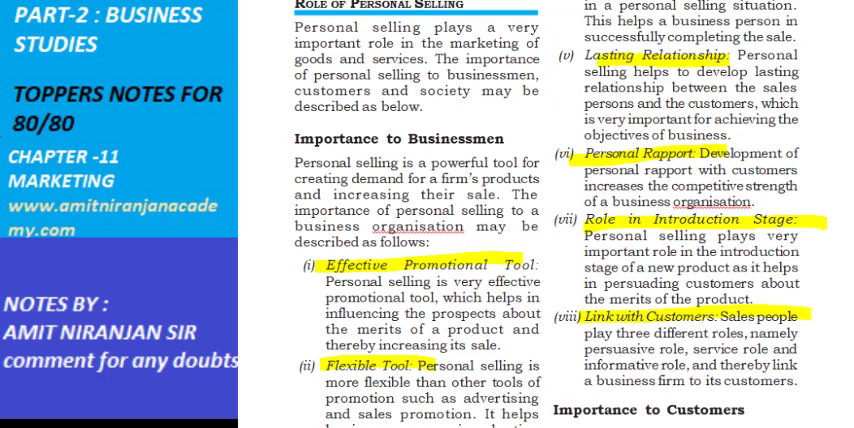 PART-2 : BUSINESS
STUDIES
TOPPERS NOTES FOR
80/80
CHAPTER -11
MARKETING
www.amitniranjanacade
my.com
NOTES BY :
AMIT NIRANJAN SIR
comment for any doubts
ROLE OF PERSONAL SELLING
Personal selling plays a very
important role in the marketing of
goods and services. The importance
of personal selling to businessmen,
customers and society may be
described as below.
Importance to Businessmen
Personal selling is a powerful tool for
creating demand for a firm's products
and increasing their sale. The
importance of personal selling to a
business organisation may be
described as follows:
(i) Effective Promotional Tool:
Personal selling is very effective
promotional tool, which helps in
influencing the prospects about
the merits of a product and
thereby increasing its sale.
(ii) Flexible Tool: Personal selling is
more flexible than other tools of
promotion such as advertising
and sales promotion. It helps
in a personal selling situation.
This helps a business person in
successfully completing the sale.
(v) Lasting Relationship: Personal
selling helps to develop lasting
relationship between the sales
persons and the customers, which
is very important for achieving the
objectives of business.
(vi) Personal Rapport: Development of
personal rapport with customers
increases the competitive strength
of a business organisation.
(vii) Role in Introduction Stage:
Personal selling plays very
important role in the introduction
stage of a new product as it helps
in persuading customers about
the merits of the product.
(viii) Link with Customers: Sales people
play three different roles, namely
persuasive role, service role and
informative role, and thereby link
a business firm to its customers.
Importance to Customers